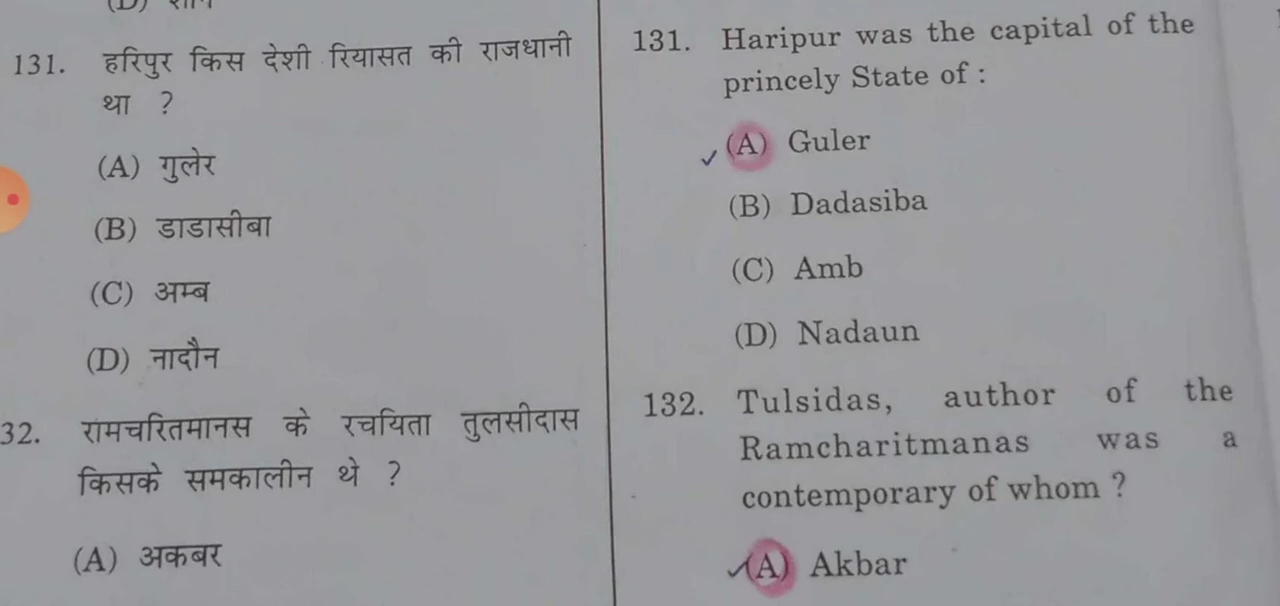 131. हरिपुर किस देशी रियासत की राजधानी
था ?
(A) गुलेर
(B) डाडासीबा
(C) अम्ब
(D) नादौन
32. रामचरितमानस के रचयिता तुलसीदास
किसके समकालीन थे ?
(A) अकबर
131. Haripur was the capital of the
princely State of :
(A) Guler
(B) Dadasiba
(C) Amb
(D) Nadaun
132. Tulsidas, author of the
Ramcharitmanas was a
contemporary of whom ?
(A) Akbar